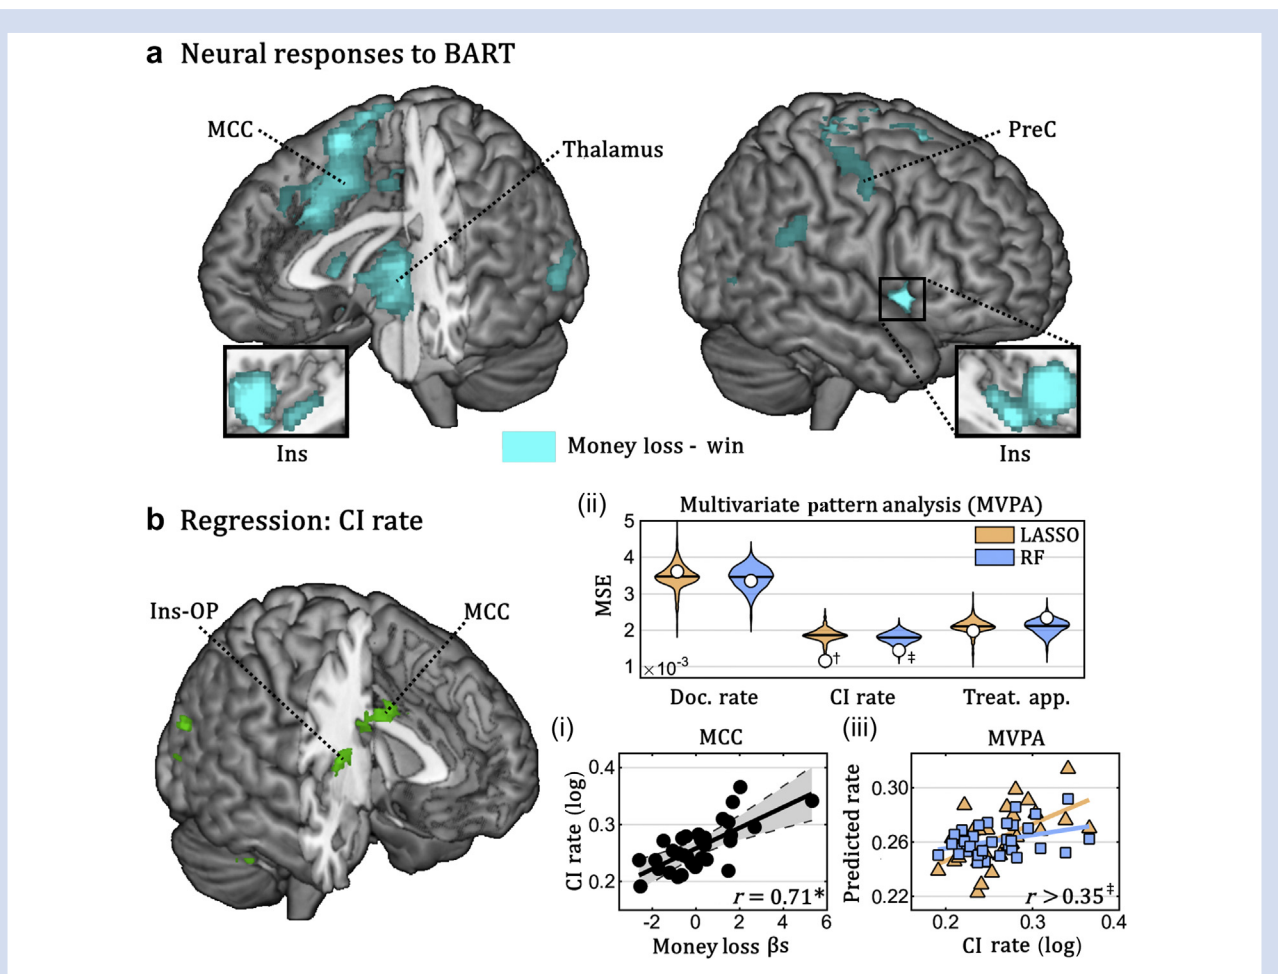 a Neural responses to BART
MCC
Thalamus
PreC
Ins
Ins
Money loss - win
b Regression: CI rate
Ins-OP
MCC
(ii)
Multivariate pattern analysis (MVPA)
LASSO
RF
MSE
5
4
3
2
1
×10⁻³
†
‡
Doc. rate
CI rate
Treat. app.
(i)
MCC
CI rate (log)
0.4
0.3
0.2
r = 0.71*
-2
0
2
4
6
Money loss βs
(iii)
MVPA
Predicted rate
0.30
0.26
0.22
r > 0.35‡
0.2
0.3
0.4
CI rate (log)